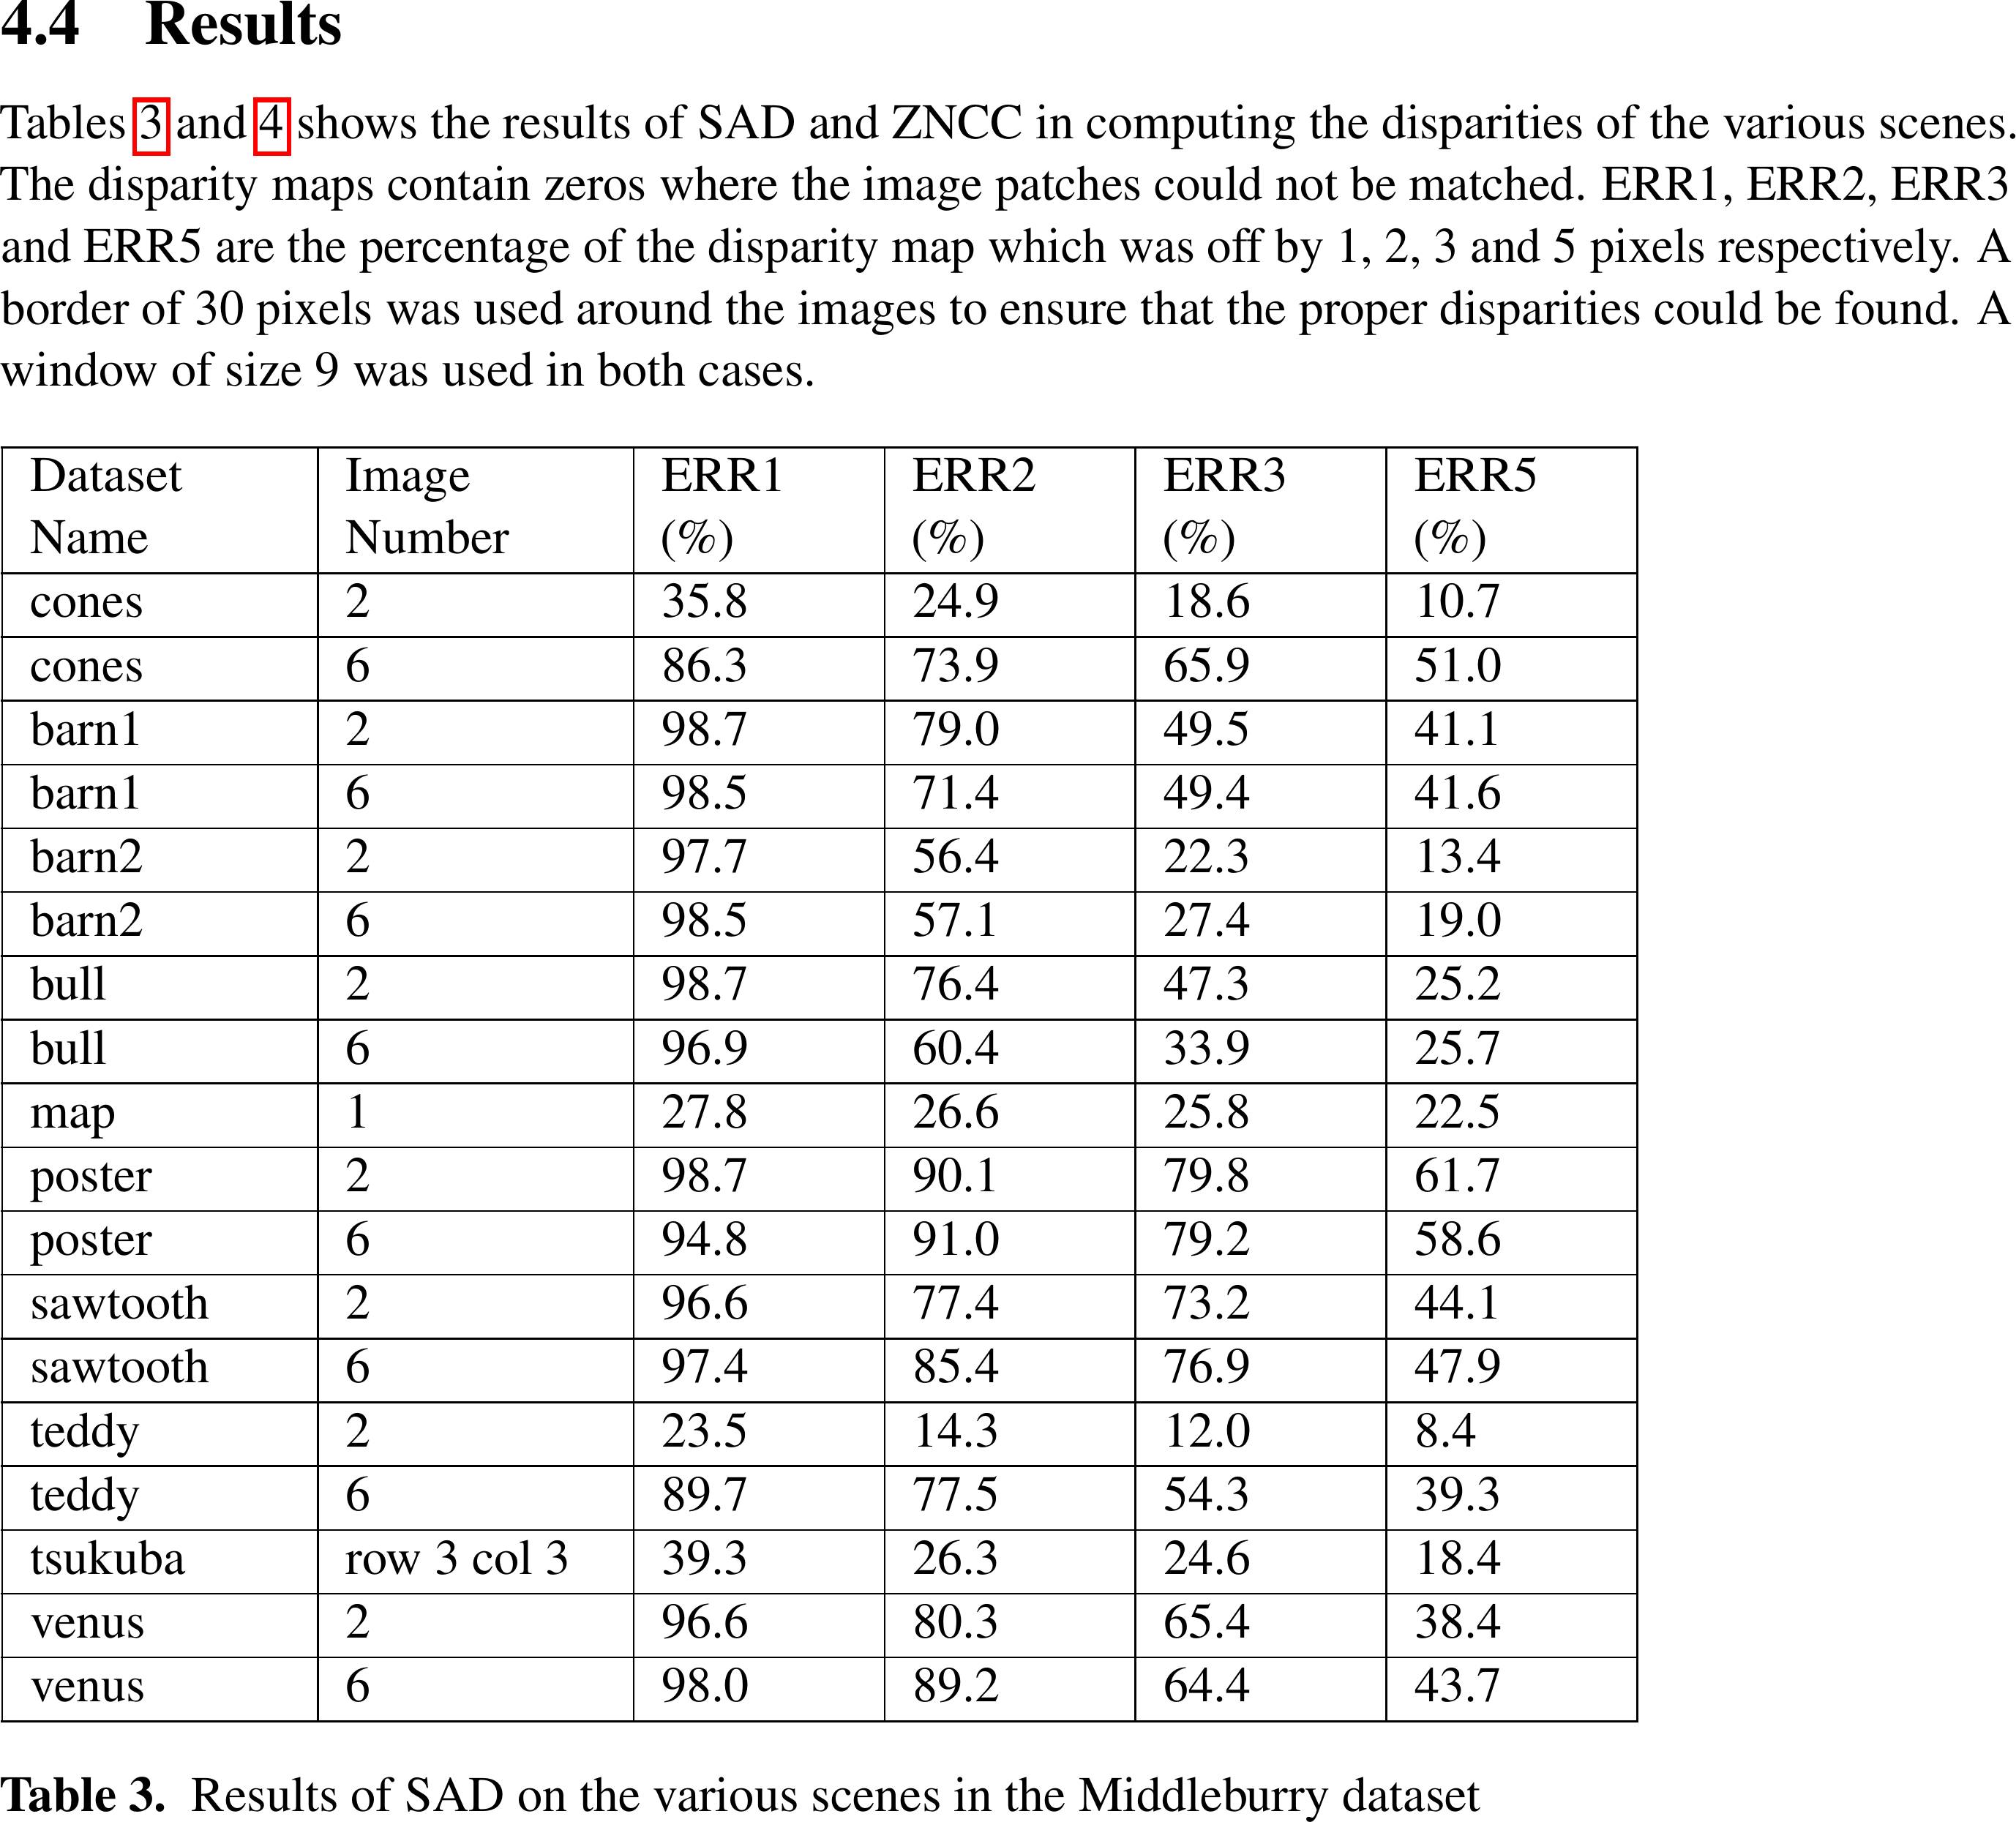 4.4 Results
Tables 3 and 4 shows the results of SAD and ZNCC in computing the disparities of the various scenes.
The disparity maps contain zeros where the image patches could not be matched. ERR1, ERR2, ERR3
and ERR5 are the percentage of the disparity map which was off by 1, 2, 3 and 5 pixels respectively. A
border of 30 pixels was used around the images to ensure that the proper disparities could be found. A
window of size 9 was used in both cases.
Dataset Image ERR1 ERR2 ERR3 ERR5
Name Number (%) (%) (%) (%)
cones 2 35.8 24.9 18.6 10.7
cones 6 86.3 73.9 65.9 51.0
barn1 2 98.7 79.0 49.5 41.1
barn1 6 98.5 71.4 49.4 41.6
barn2 2 97.7 56.4 22.3 13.4
barn2 6 98.5 57.1 27.4 19.0
bull 2 98.7 76.4 47.3 25.2
bull 6 96.9 60.4 33.9 25.7
map 1 27.8 26.6 25.8 22.5
poster 2 98.7 90.1 79.8 61.7
poster 6 94.8 91.0 79.2 58.6
sawtooth 2 96.6 77.4 73.2 44.1
sawtooth 6 97.4 85.4 76.9 47.9
teddy 2 23.5 14.3 12.0 8.4
teddy 6 89.7 77.5 54.3 39.3
tsukuba row 3 col 3 39.3 26.3 24.6 18.4
venus 2 96.6 80.3 65.4 38.4
venus 6 98.0 89.2 64.4 43.7
Table 3. Results of SAD on the various scenes in the Middleburry dataset